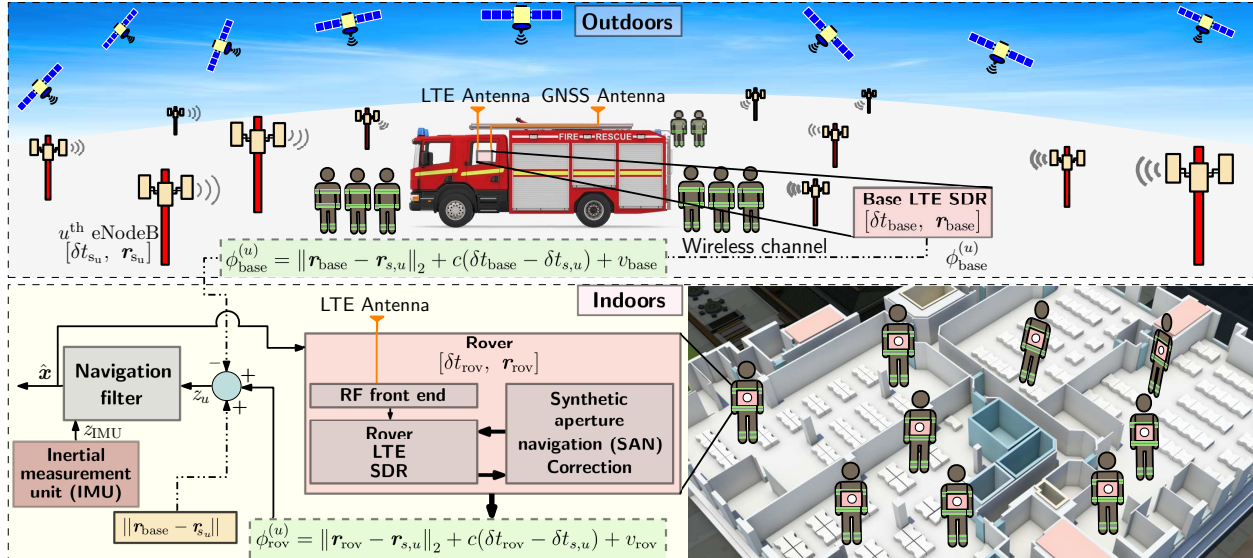 Outdoors
LTE Antenna
GNSS Antenna
FIRE RESCUE
Base LTE SDR
[δt_base, r_base]
u^th eNodeB
[δt_{s_u}, r_{s_u}]
Wireless channel
φ_base^(u) = ‖r_base − r_{s,u}‖_2 + c(δt_base − δt_{s,u}) + v_base
φ_base^(u)
Indoors
LTE Antenna
Rover
[δt_rov, r_rov]
x̂
Navigation
filter
−
+
+
z_u
RF front end
Synthetic
aperture
navigation (SAN)
Correction
Rover
LTE
SDR
z_IMU
Inertial
measurement
unit (IMU)
||r_base − r_{s_u}||
φ_rov^(u) = ‖r_rov − r_{s,u}‖_2 + c(δt_rov − δt_{s,u}) + v_rov